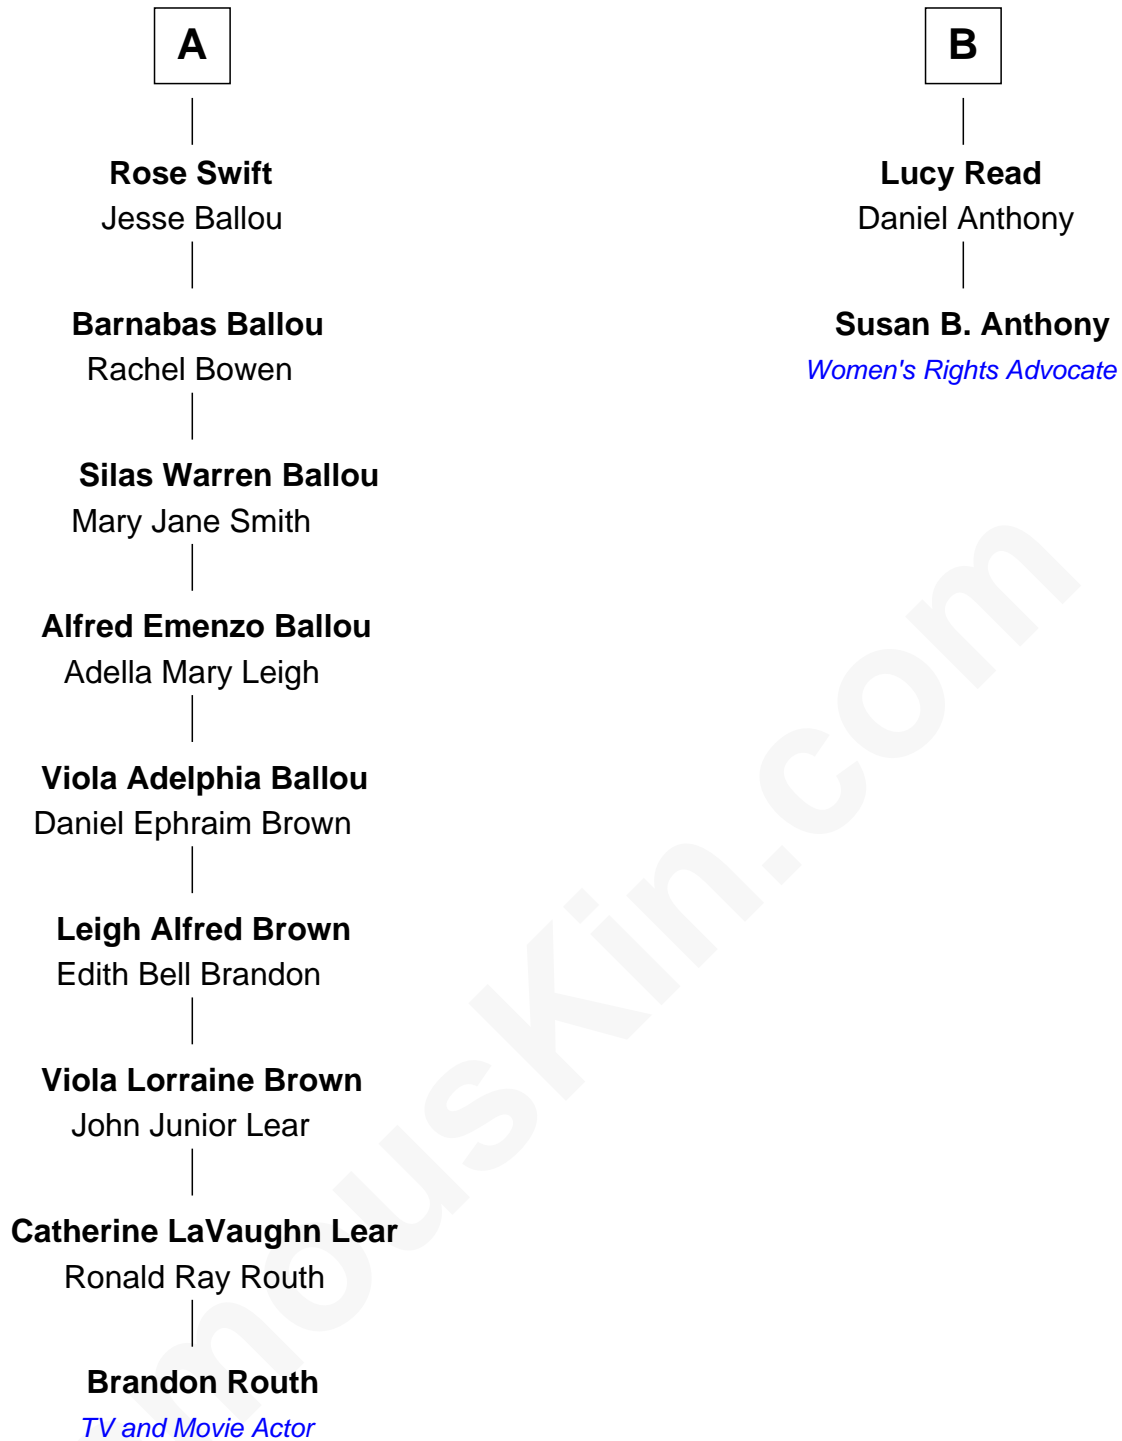 A
Rose Swift
Jesse Ballou
Barnabas Ballou
Rachel Bowen
Silas Warren Ballou
Mary Jane Smith
Alfred Emenzo Ballou
Adella Mary Leigh
Viola Adelphia Ballou
Daniel Ephraim Brown
Leigh Alfred Brown
Edith Bell Brandon
Viola Lorraine Brown
John Junior Lear
Catherine LaVaughn Lear
Ronald Ray Routh
Brandon Routh
TV and Movie Actor
B
Lucy Read
Daniel Anthony
Susan B. Anthony
Women's Rights Advocate
mouskin.com